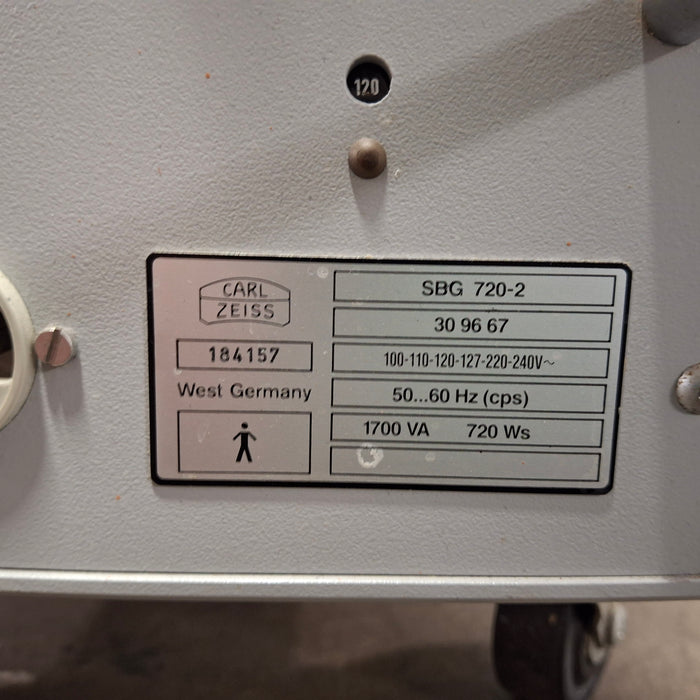 120
CARL
ZEISS
184157
West Germany
SBG 720-2
30 96 67
100-110-120-127-220-240V~
50...60 Hz (cps)
1700 VA 720 Ws